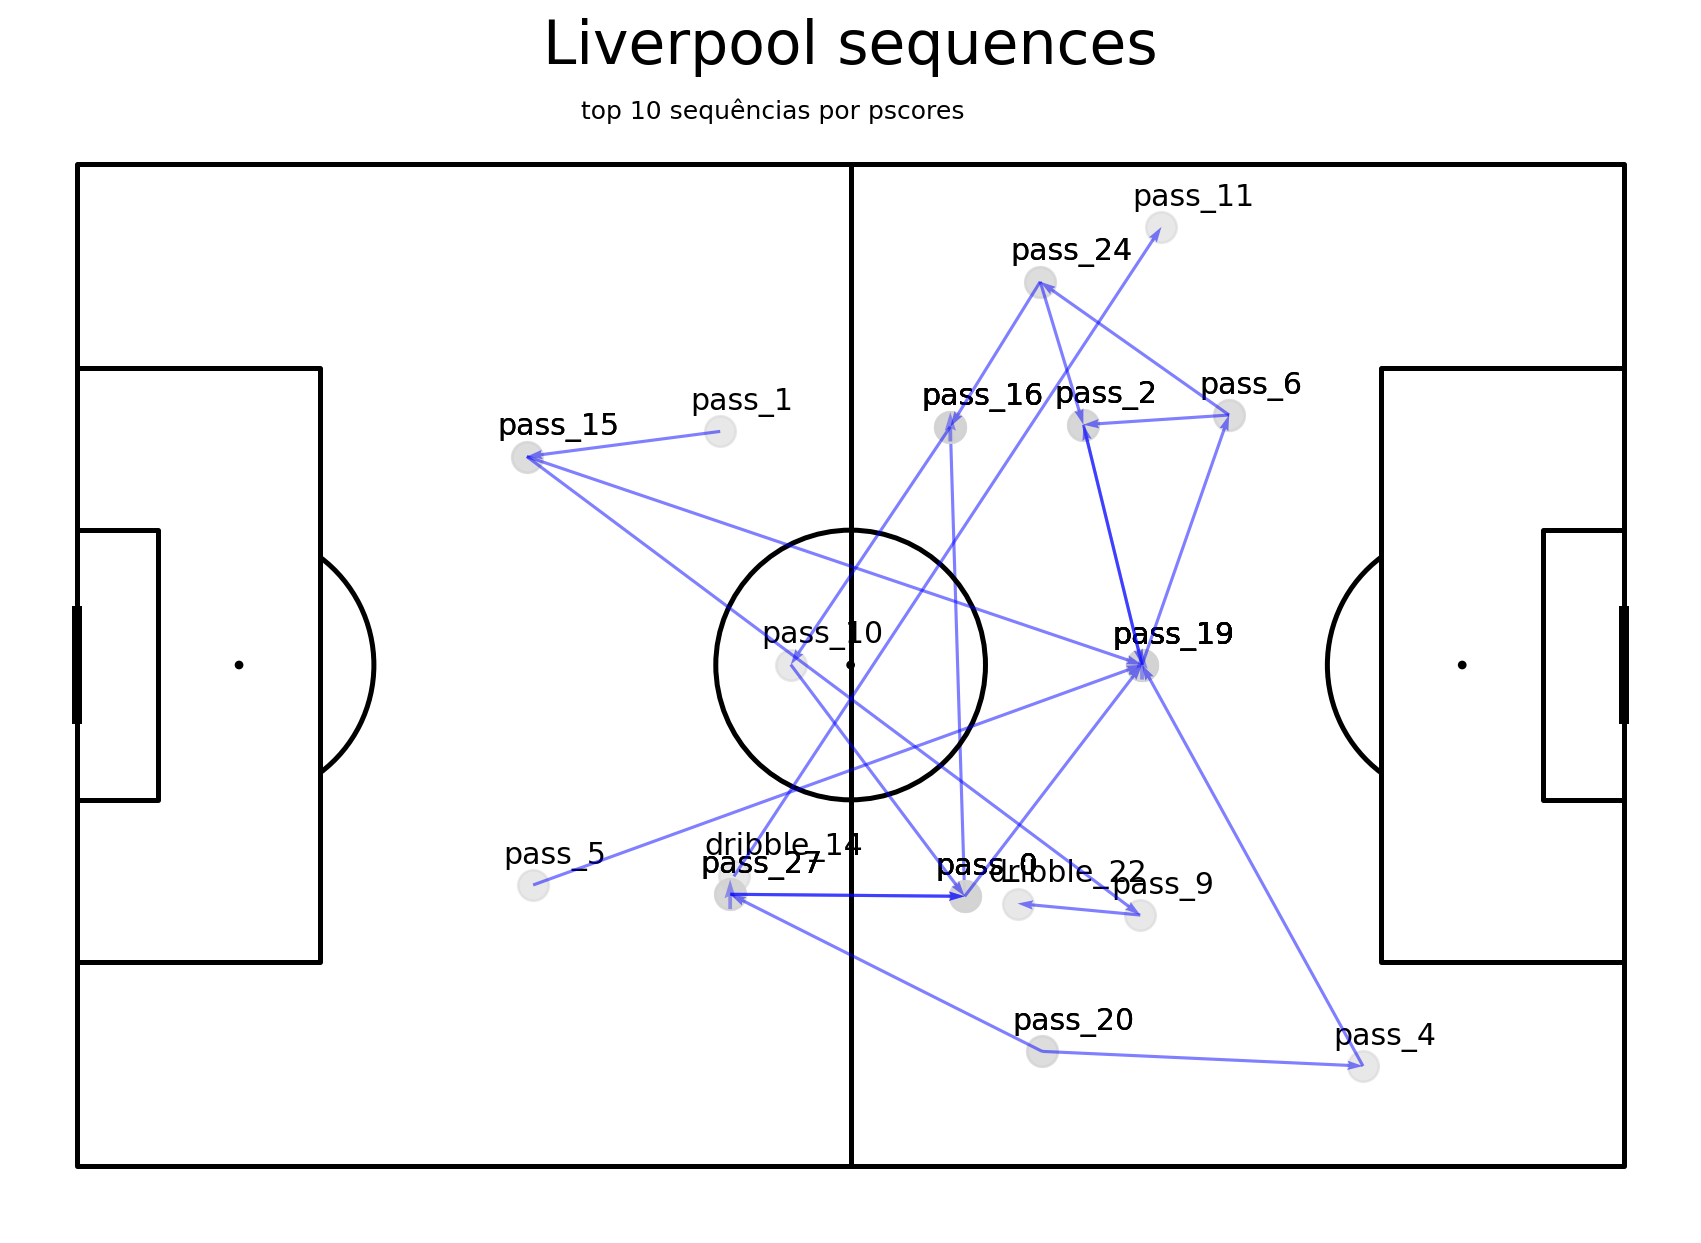 Liverpool sequences
top 10 sequências por pscores
pass_11
pass_24
pass_6
pass_2
pass_16
pass_1
pass_15
pass_10
pass_19
dribble_14
pass_5
pass_27
pass_0
dribble_22
pass_9
pass_20
pass_4